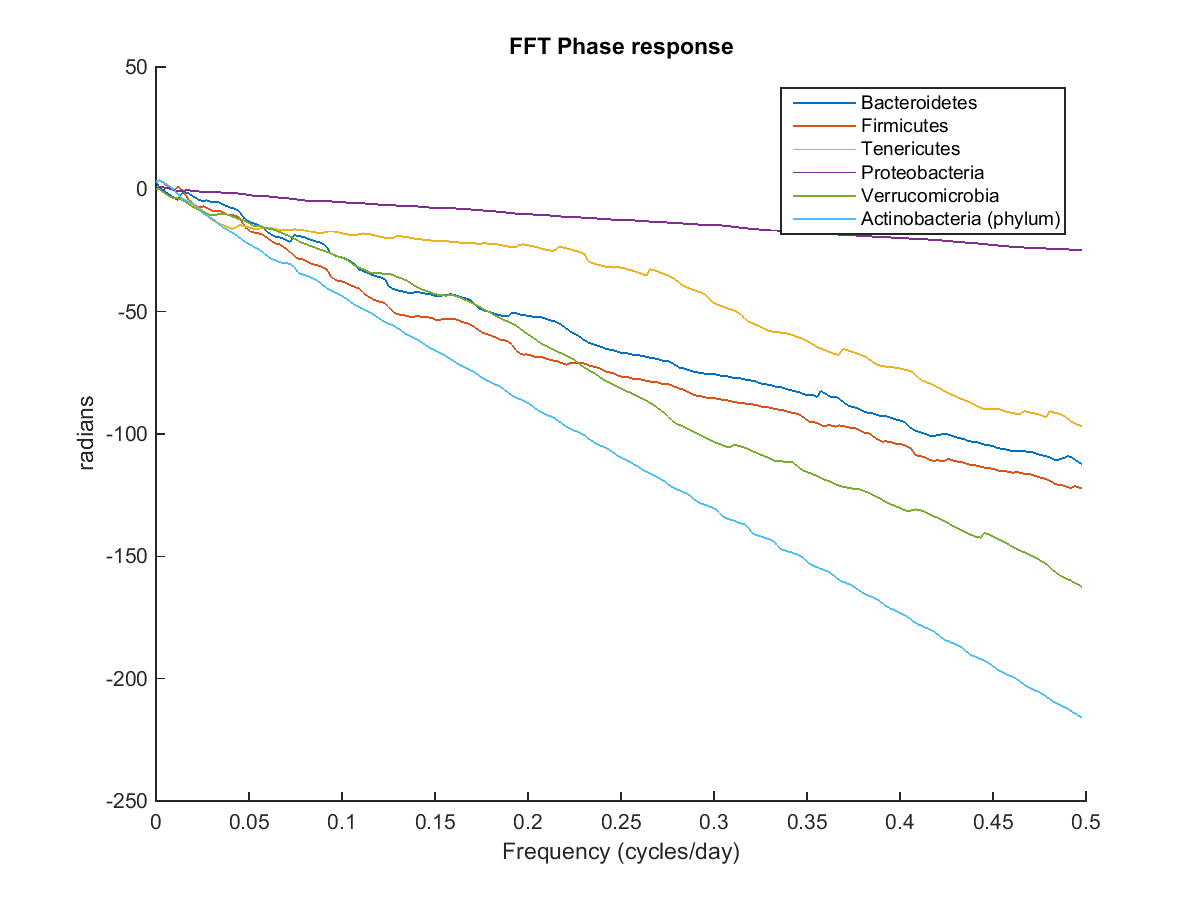 FFT Phase response
50
0
-50
-100
-150
-200
-250
radians
Bacteroidetes
Firmicutes
Tenericutes
Proteobacteria
Verrucomicrobia
Actinobacteria (phylum)
0 0.05 0.1 0.15 0.2 0.25 0.3 0.35 0.4 0.45 0.5
Frequency (cycles/day)